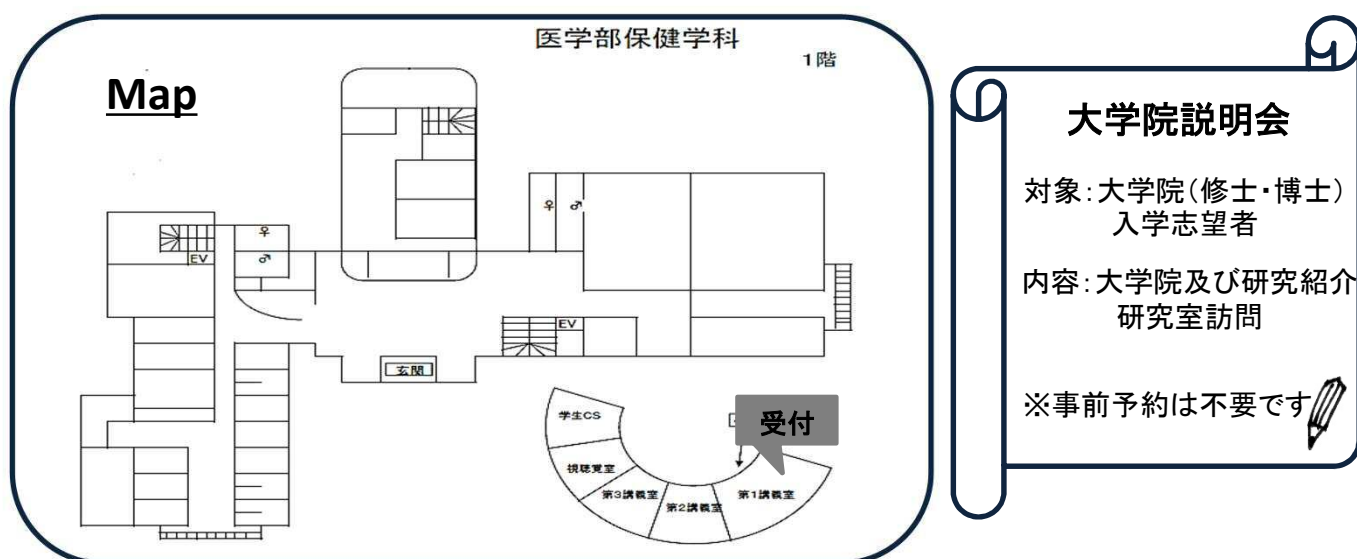 医学部保健学科
1階
Map
♀ ♂
♀
EV
♂
EV
玄関
学生CS
視聴覚室
第3講義室
第2講義室
第1講義室
受付
大学院説明会
対象：大学院（修士・博士）
入学志望者
内容：大学院及び研究紹介
研究室訪問
※事前予約は不要です